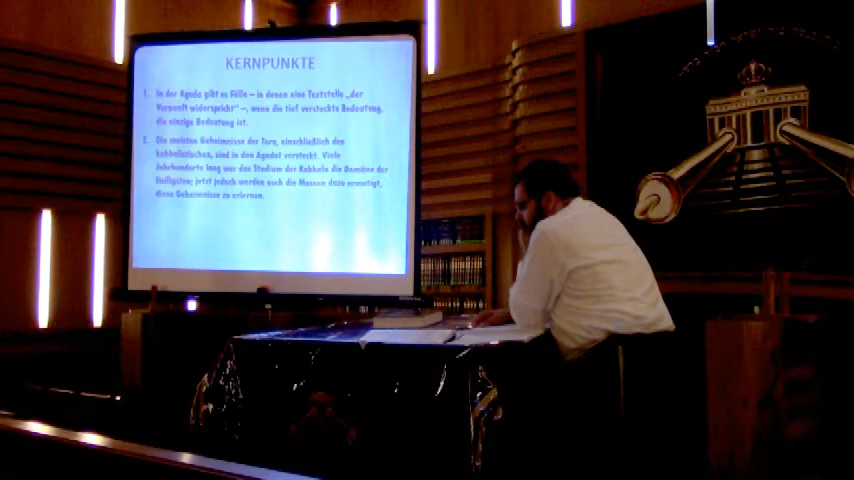 KERNPUNKTE
1. In der Agada gibt es Fälle – in denen eine Textstelle „der
Vernunft widerspricht“ –, wenn die tief versteckte Bedeutung,
die einzige Bedeutung ist.
2. Die meisten Geheimnisse der Tora, einschließlich den
kabbalistischen, sind in den Agadot versteckt. Viele
Jahrhunderte lang war das Studium der Kabbala die Domäne der
Heiligsten; jetzt jedoch werden auch die Massen dazu ermutigt,
diese Geheimnisse zu erlernen.